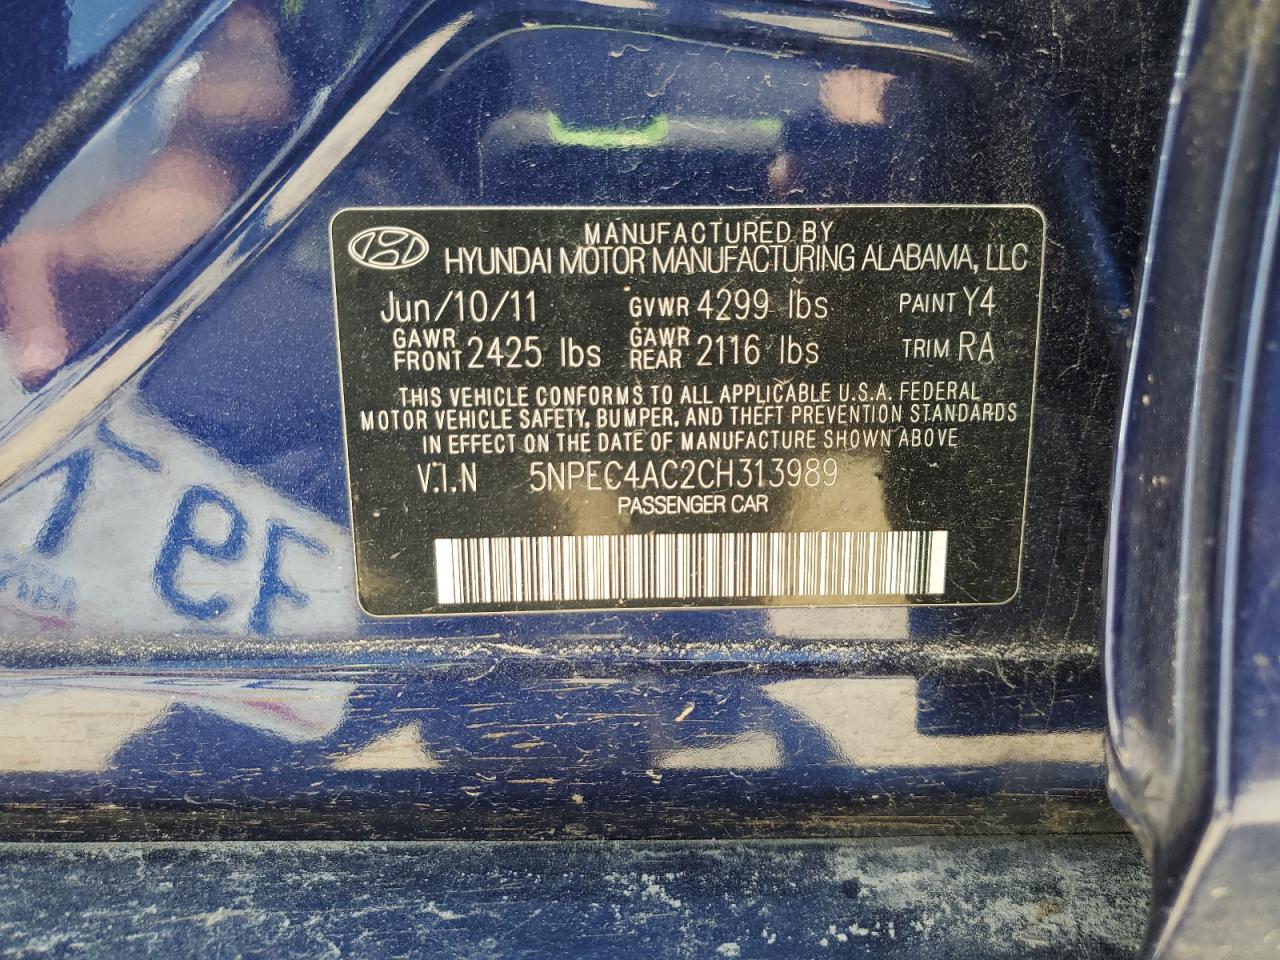 MANUFACTURED BY
HYUNDAI MOTOR MANUFACTURING ALABAMA, LLC
Jun/10/11 GVWR 4299 lbs PAINT Y4
GAWR FRONT 2425 lbs GAWR REAR 2116 lbs TRIM RA
THIS VEHICLE CONFORMS TO ALL APPLICABLE U.S.A. FEDERAL
MOTOR VEHICLE SAFETY, BUMPER, AND THEFT PREVENTION STANDARDS
IN EFFECT ON THE DATE OF MANUFACTURE SHOWN ABOVE
V.I.N 5NPEC4AC2CH313989
PASSENGER CAR